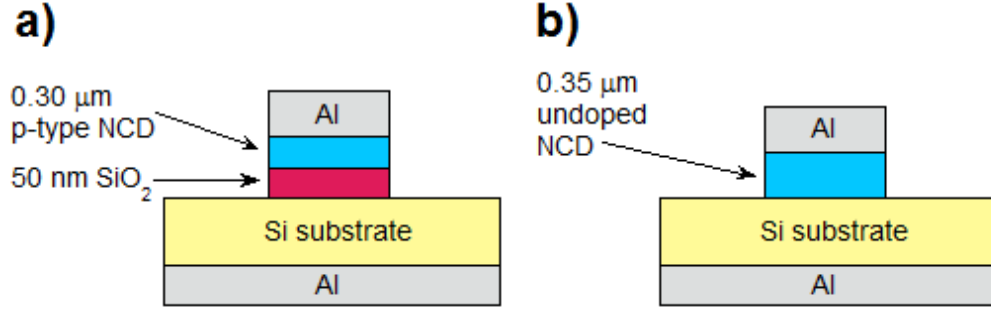 a)
0.30 μm
p-type NCD
50 nm SiO₂
Al
Si substrate
Al
b)
0.35 μm
undoped
NCD
Al
Si substrate
Al